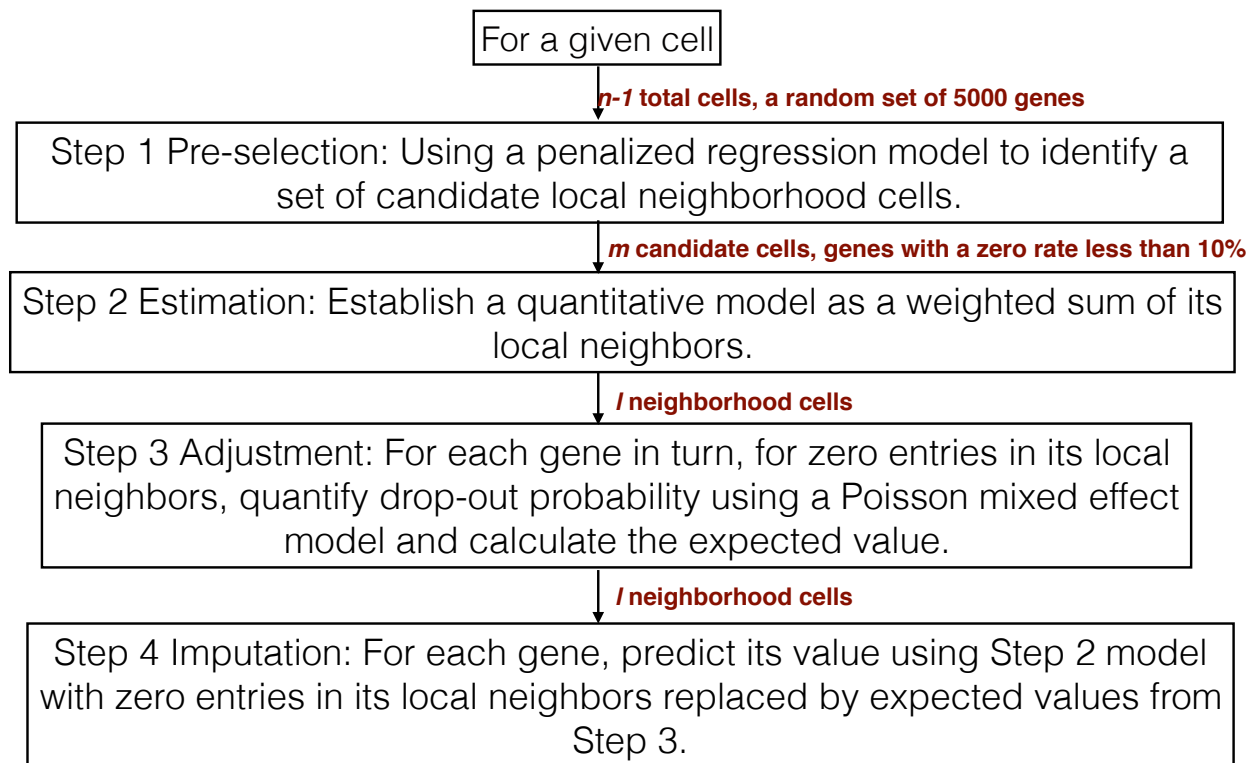 For a given cell
n-1 total cells, a random set of 5000 genes
Step 1 Pre-selection: Using a penalized regression model to identify a
set of candidate local neighborhood cells.
m candidate cells, genes with a zero rate less than 10%
Step 2 Estimation: Establish a quantitative model as a weighted sum of its
local neighbors.
l neighborhood cells
Step 3 Adjustment: For each gene in turn, for zero entries in its local
neighbors, quantify drop-out probability using a Poisson mixed effect
model and calculate the expected value.
l neighborhood cells
Step 4 Imputation: For each gene, predict its value using Step 2 model
with zero entries in its local neighbors replaced by expected values from
Step 3.